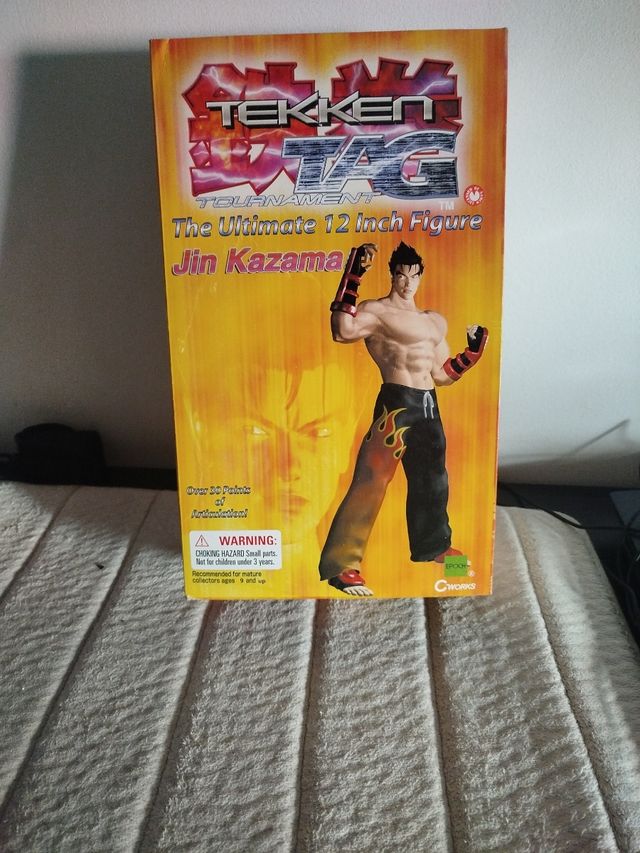 鉄拳
TEKKEN
TAG
TOURNAMENT
TM
The Ultimate 12 Inch Figure
Jin Kazama
Over 30 Points
of
Articulation!
WARNING:
CHOKING HAZARD Small parts.
Not for children under 3 years.
Recommended for mature
collectors ages 9 and up
EPOCH
CWORKS